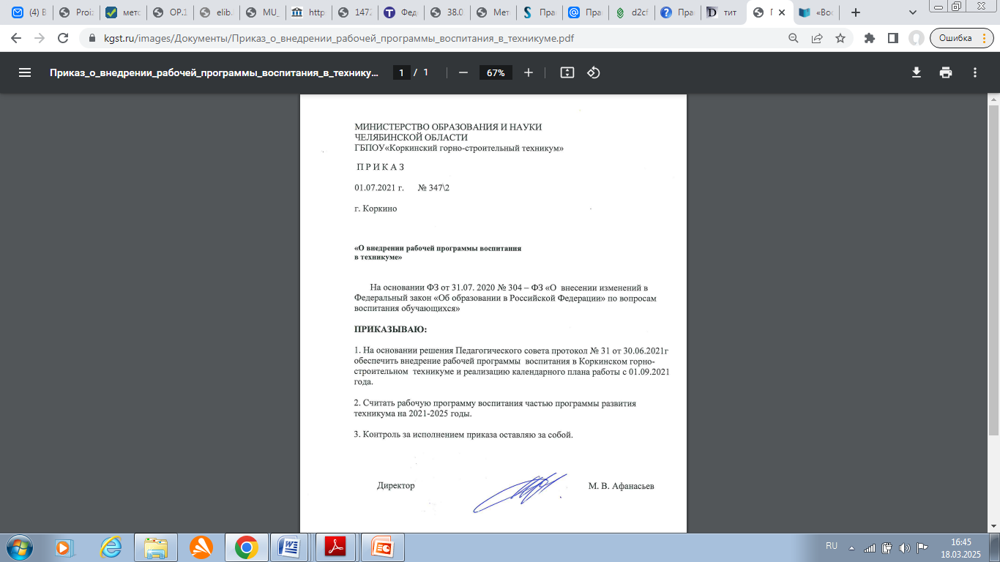 (4) В
Proiz
мето
ОР.1
elib.
MU_
http
1472
Фед
38.0
Мет
Пра
Пра
d2cf
Пра
тит
«Вос
kgst.ru/images/Документы/Приказ_о_внедрении_рабочей_программы_воспитания_в_техникуме.pdf
Ошибка
Приказ_о_внедрении_рабочей_программы_воспитания_в_технику...
1 / 1
67%
МИНИСТЕРСТВО ОБРАЗОВАНИЯ И НАУКИ
ЧЕЛЯБИНСКОЙ ОБЛАСТИ
ГБПОУ«Коркинский горно-строительный техникум»
П Р И К А З
01.07.2021 г. № 347\2
г. Коркино
«О внедрении рабочей программы воспитания
в техникуме»
На основании ФЗ от 31.07. 2020 № 304 – ФЗ «О внесении изменений в
Федеральный закон «Об образовании в Российской Федерации» по вопросам
воспитания обучающихся»
ПРИКАЗЫВАЮ:
1. На основании решения Педагогического совета протокол № 31 от 30.06.2021г
обеспечить внедрение рабочей программы воспитания в Коркинском горно-
строительном техникуме и реализацию календарного плана работы с 01.09.2021
года.
2. Считать рабочую программу воспитания частью программы развития
техникума на 2021-2025 годы.
3. Контроль за исполнением приказа оставляю за собой.
Директор М. В. Афанасьев
RU
16:45
18.03.2025